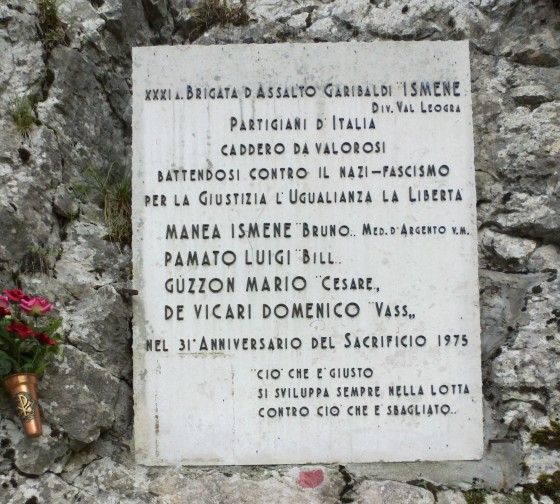 XXXIA. BRIGATA D'ASSALTO GARIBALDI "ISMENE
DIV. VAL LEOGRA
PARTIGIANI D'ITALIA
CADDERO DA VALOROSI
BATTENDOSI CONTRO IL NAZI-FASCISMO
PER LA GIUSTIZIA L'UGUALIANZA LA LIBERTA'
MANEA ISMENE "BRUNO,, MED. D'ARGENTO V.M.
PAMATO LUIGI "BILL,,
GUZZON MARIO "CESARE,,
DE VICARI DOMENICO "VASS,,
NEL 31° ANNIVERSARIO DEL SACRIFICIO 1975
"CIO' CHE E' GIUSTO
SI SVILUPPA SEMPRE NELLA LOTTA
CONTRO CIO' CHE E SBAGLIATO,,